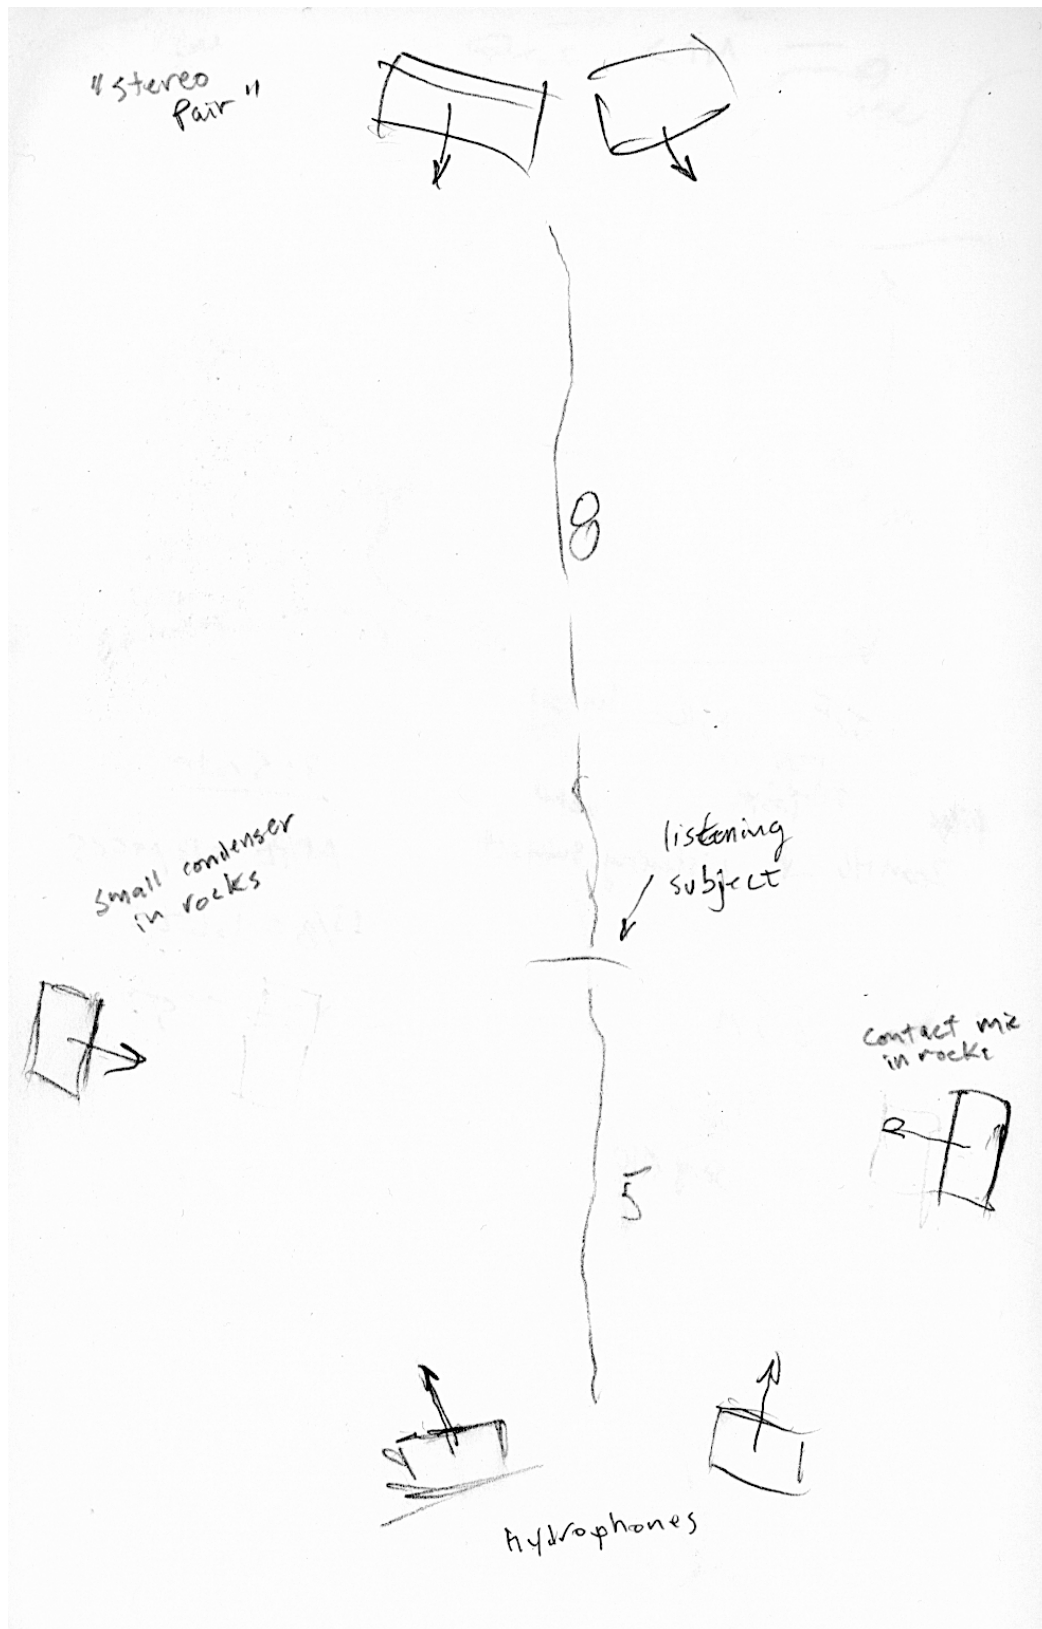 "stereo
Pair"
8
listening
subject
small condenser
in rocks
contact mic
in rocks
5
hydrophones